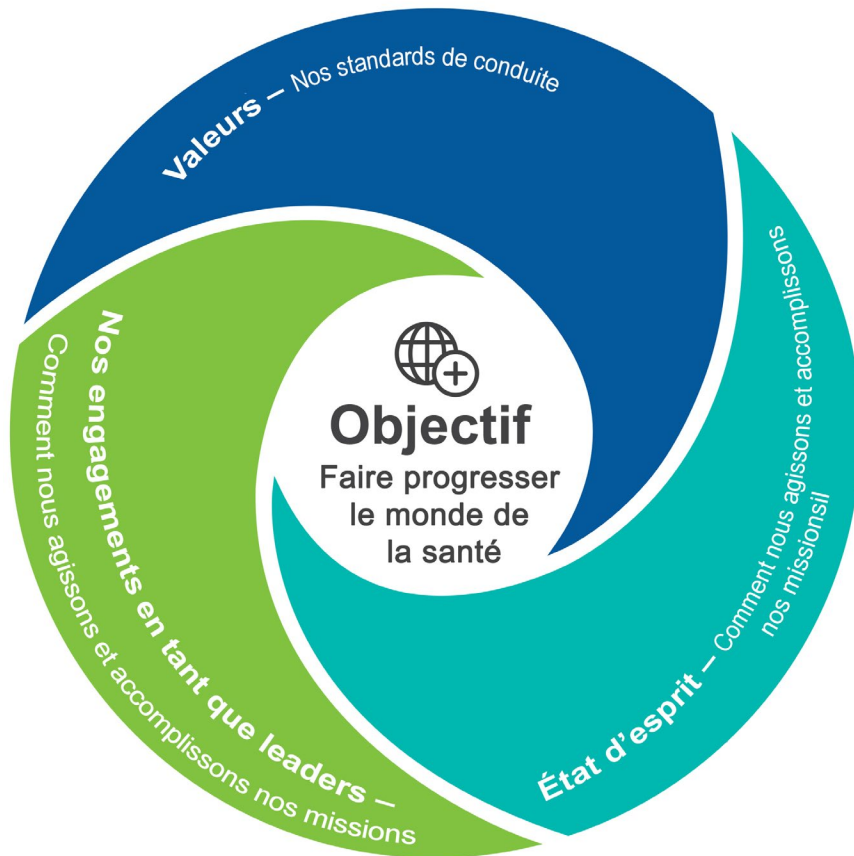 Valeurs – Nos standards de conduite
État d'esprit – Comment nous agissons et accomplissons
nos missionsil
Nos engagements en tant que leaders –
Comment nous agissons et accomplissons nos missions
Objectif
Faire progresser
le monde de
la santé